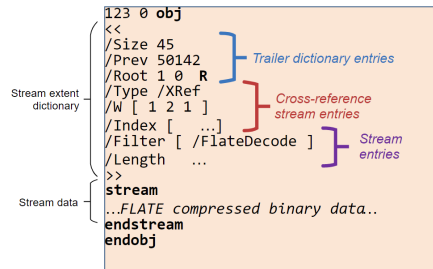 123 0 obj
<<
/Size 45
/Prev 50142
/Root 1 0 R
Trailer dictionary entries
/Type /XRef
/W [ 1 2 1 ]
/Index [ …]
Cross-reference
stream entries
/Filter [ /FlateDecode ]
/Length …
Stream
entries
>>
Stream extent
dictionary
stream
…FLATE compressed binary data..
endstream
endobj
Stream data